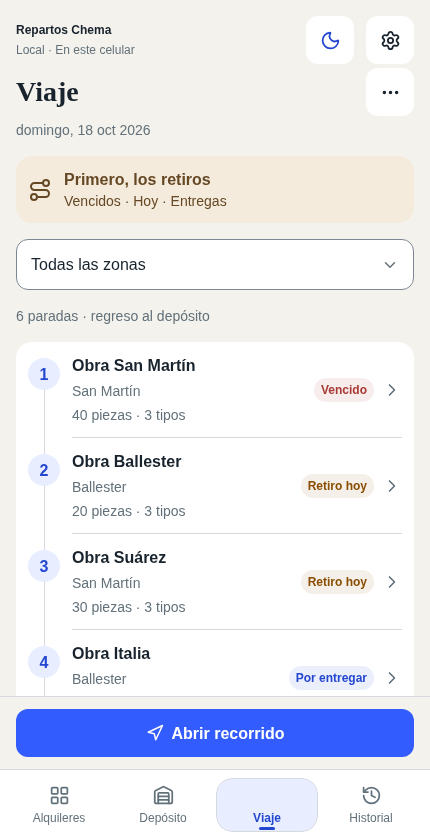 Repartos Chema
Local · En este celular
Viaje
domingo, 18 oct 2026
Primero, los retiros
Vencidos · Hoy · Entregas
Todas las zonas
6 paradas · regreso al depósito
1
Obra San Martín
San Martín
40 piezas · 3 tipos
Vencido
2
Obra Ballester
Ballester
20 piezas · 3 tipos
Retiro hoy
3
Obra Suárez
San Martín
30 piezas · 3 tipos
Retiro hoy
4
Obra Italia
Ballester
Por entregar
Abrir recorrido
Alquileres
Depósito
Viaje
Historial